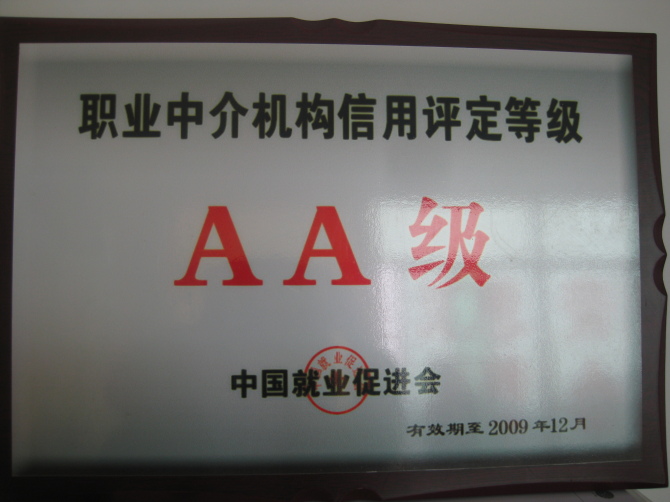 职业中介机构信用评定等级
AA级
中国就业促进会
有效期至2009年12月